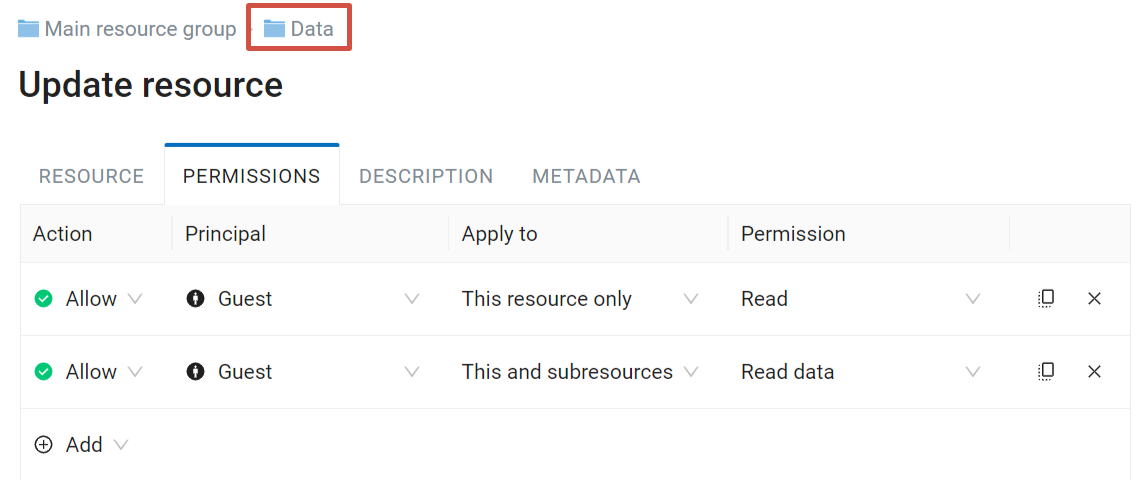 Main resource group Data
Update resource
RESOURCE PERMISSIONS DESCRIPTION METADATA
Action Principal Apply to Permission
Allow Guest This resource only Read
Allow Guest This and subresources Read data
Add